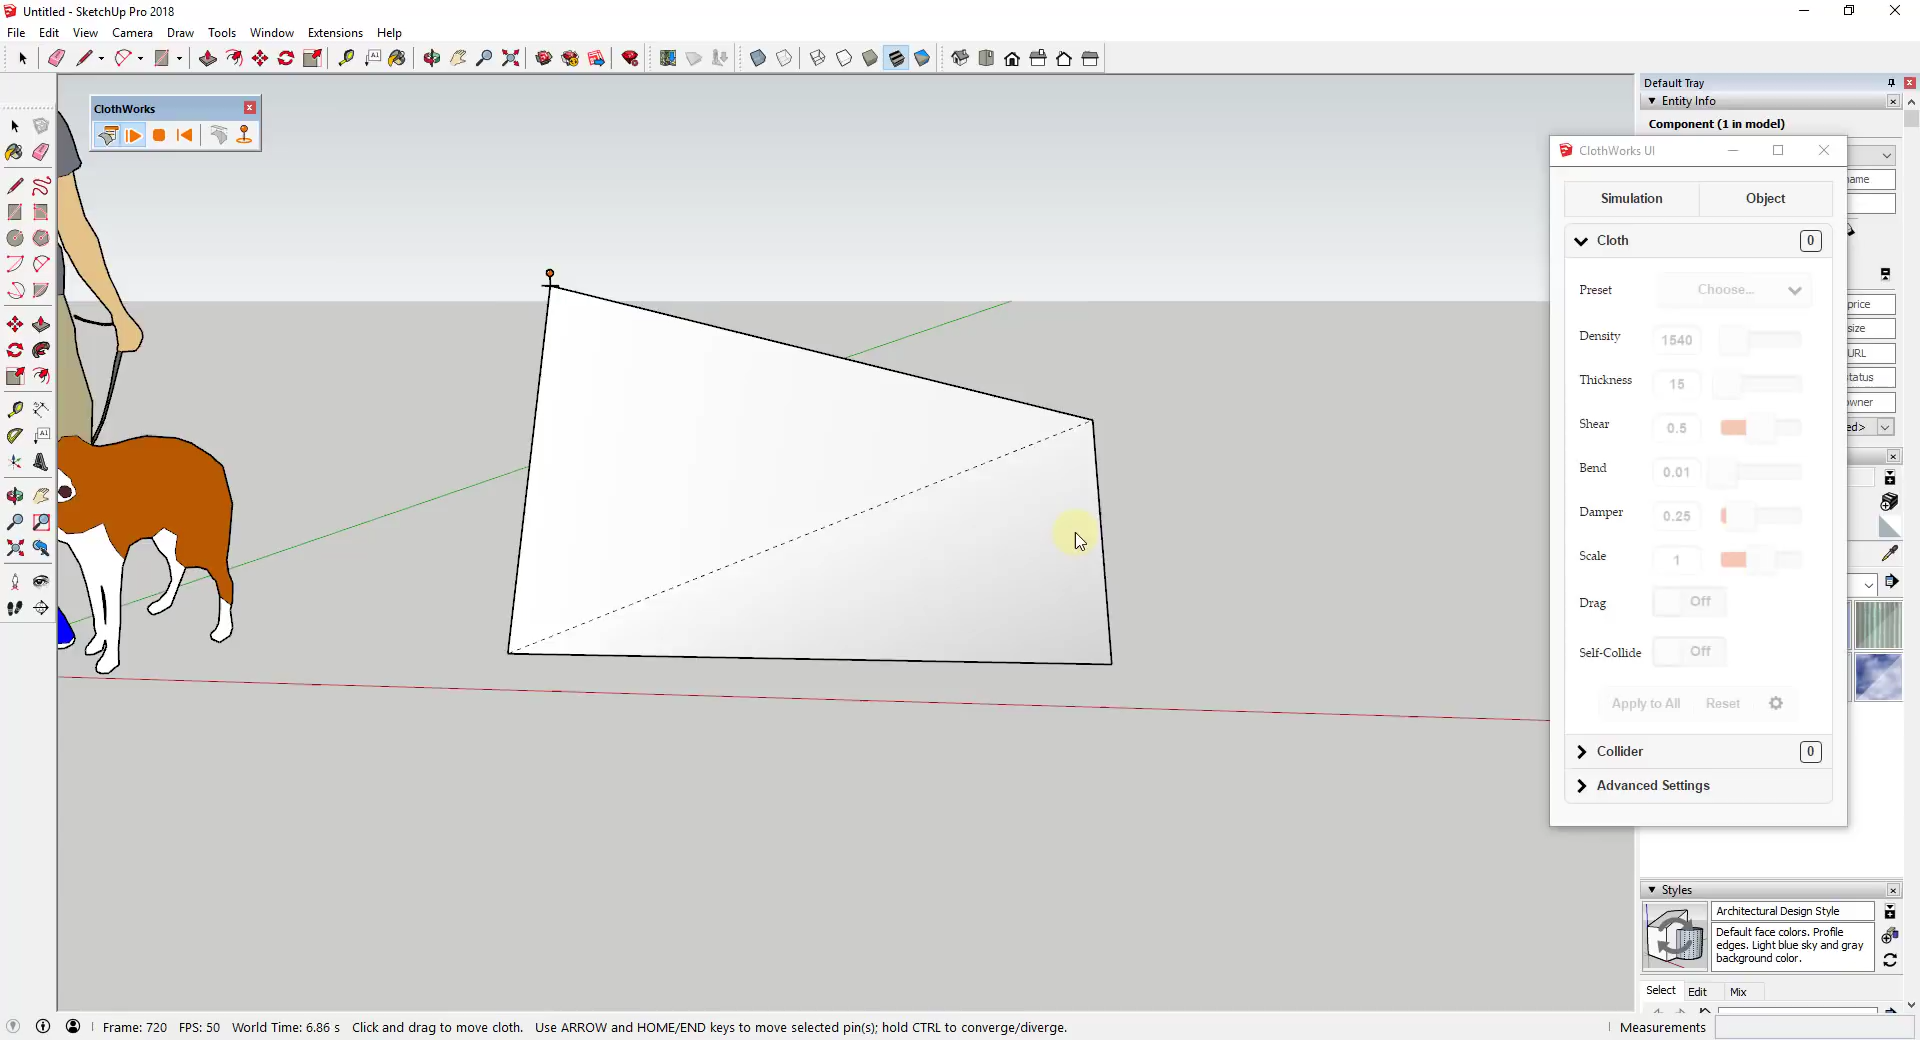 Untitled - SketchUp Pro 2018
File Edit View Camera Draw Tools Window Extensions Help
Default Tray
Entity Info
Component (1 in model)
ClothWorks
ClothWorks UI
Simulation Object
Cloth 0
Preset Choose...
Density 1540
Thickness 15
Shear 0.5
Bend 0.01
Damper 0.25
Scale 1
Drag Off
Self-Collide Off
Apply to All Reset
Collider 0
Advanced Settings
name
price
size
URL
status
owner
ed>
Styles
Architectural Design Style
Default face colors. Profile
edges. Light blue sky and gray
background color.
Select Edit Mix
Frame: 720 FPS: 50 World Time: 6.86 s Click and drag to move cloth. Use ARROW and HOME/END keys to move selected pin(s); hold CTRL to converge/diverge.
Measurements